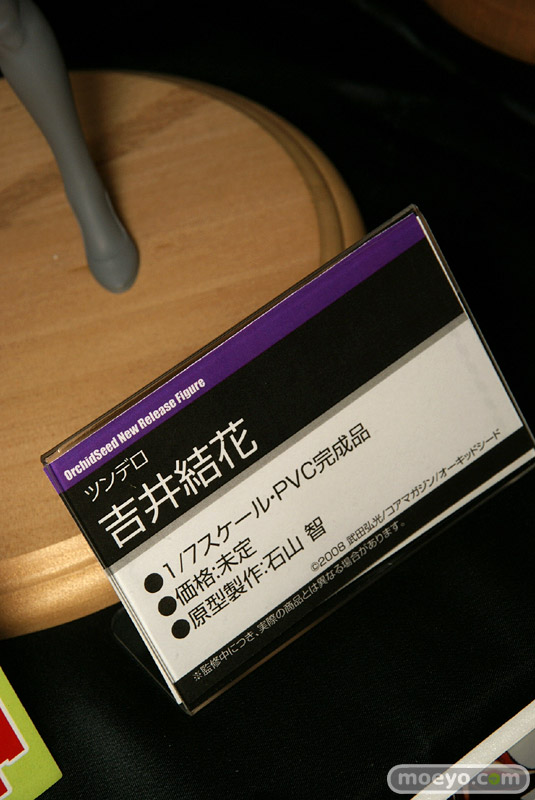 OrchidSeed New Release Figure
ツンデロ
吉井結花
●1/7スケール・PVC完成品
●価格:未定
●原型製作:石山 智
©2008 武田弘光/コアマガジン/オーキッドシード
※監修中につき、実際の商品とは異なる場合があります。
moeyo.com